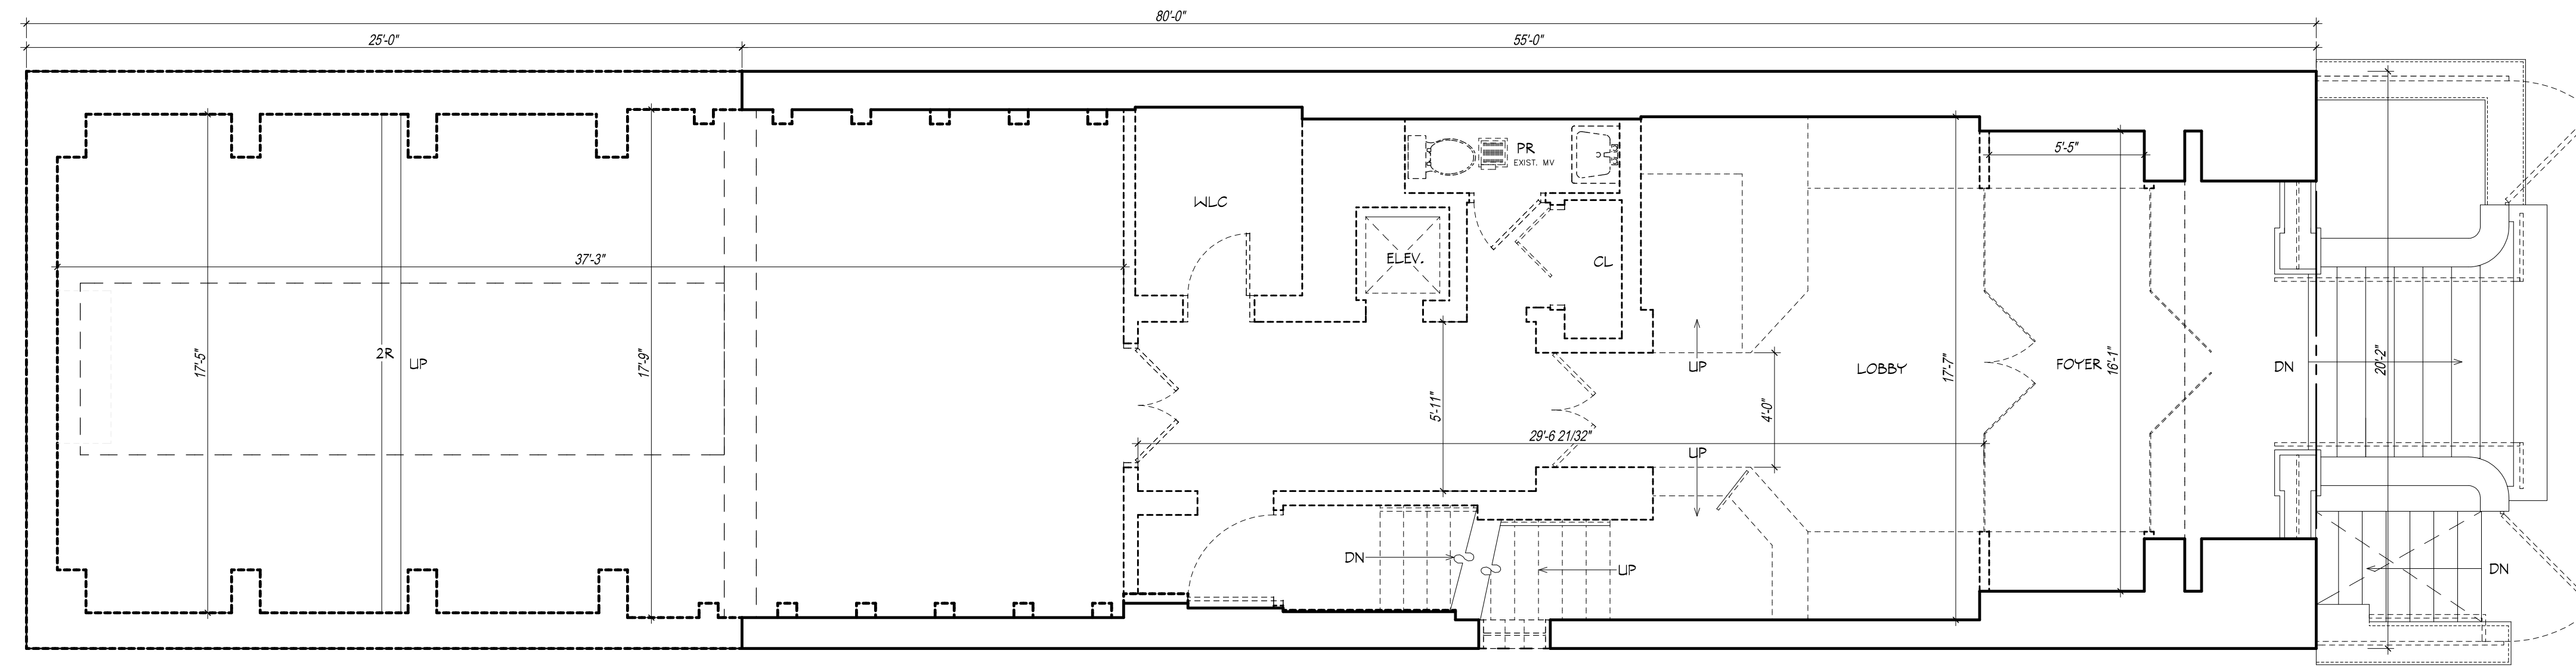 80'-0"
25'-0"
55'-0"
PR
EXIST. MV
5'-5"
WLC
ELEV.
CL
37'-3"
17'-5"
2R
UP
17'-9"
5'-11"
UP
4'-0"
LOBBY
17'-7"
FOYER
16'-1"
DN
20'-2"
29'-6 21/32"
UP
DN
UP
DN